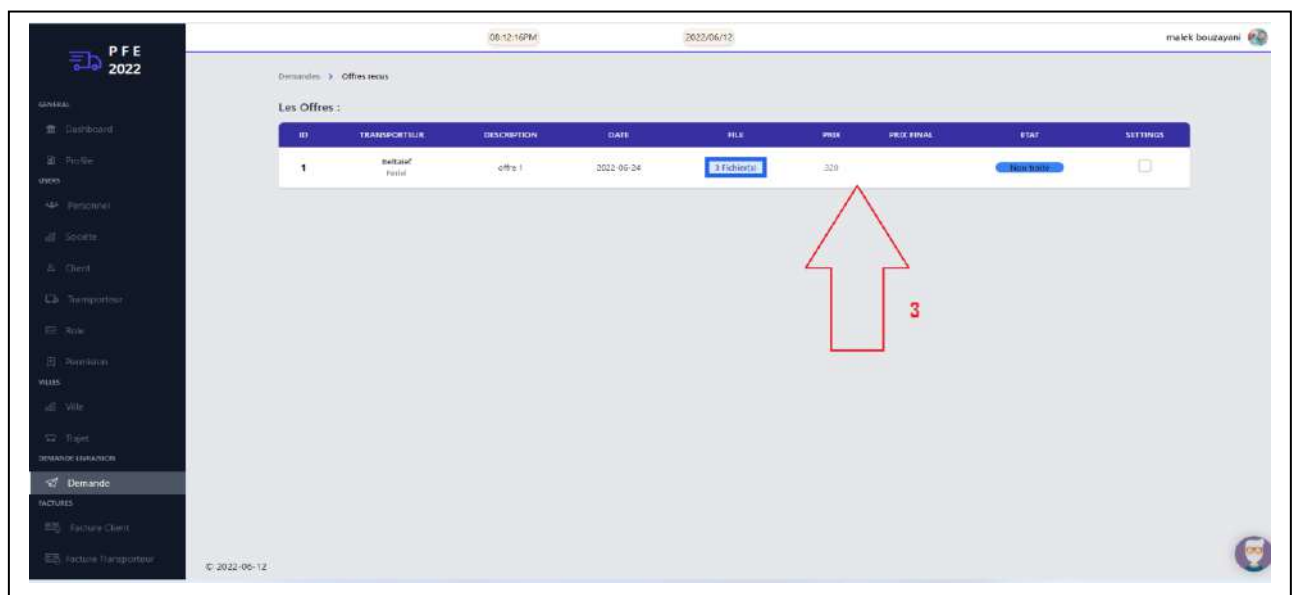 P F E
2022
08:12:16PM 2022/06/12 malek bouzayani
Demandes > Offres recus
Les Offres :
ID TRANSPORTEUR DESCRIPTION DATE FILE PRIX PRIX FINAL ETAT SETTINGS
1 Beltaief offre 1 2022-06-24 3 Fichier(s) 320 Non traite
Feriel
GENERAL
Dashboard
Profile
USERS
Personnel
Société
Client
Transporteur
Role
Permission
VILLES
Ville
Trajet
DEMANDE LIVRAISON
Demande
FACTURES
Facture Client
Facture Transporteur
3
© 2022-06-12